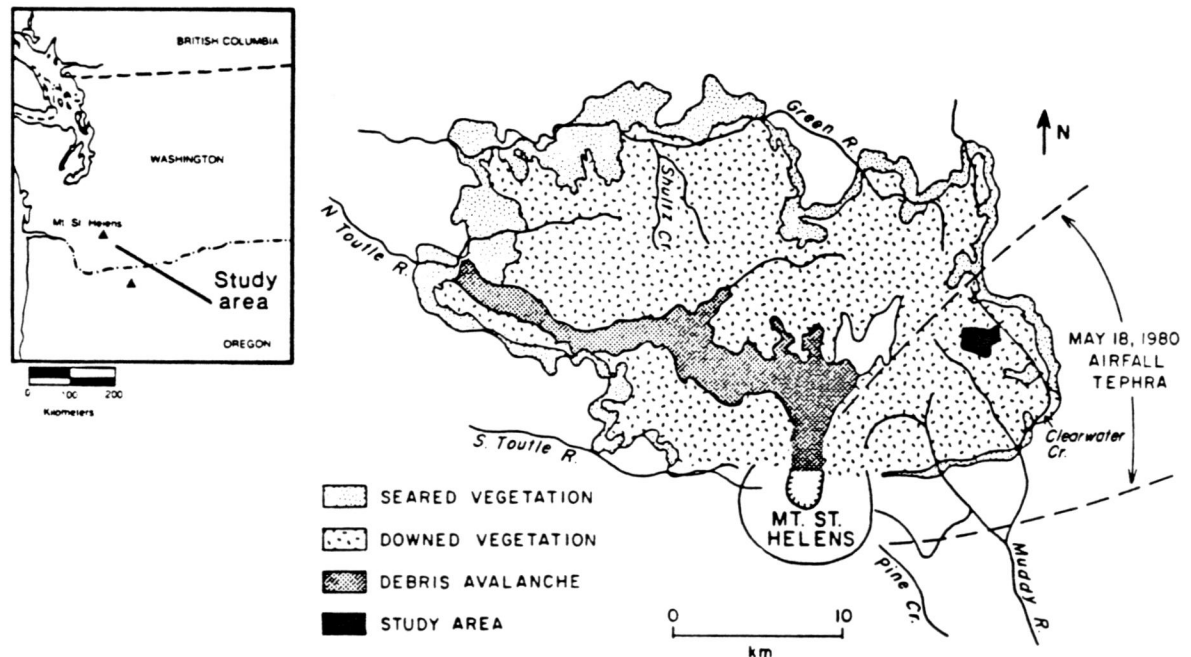 BRITISH COLUMBIA
WASHINGTON
Mt St Helens
Study
area
OREGON
0 100 200
Kilometers
Green R.
N
Shultz Cr.
N Toutle R.
MAY 18, 1980
AIRFALL
TEPHRA
Clearwater
Cr.
S. Toutle R.
SEARED VEGETATION
DOWNED VEGETATION
DEBRIS AVALANCHE
STUDY AREA
MT. ST.
HELENS
Pine Cr.
Muddy R.
0 10
km